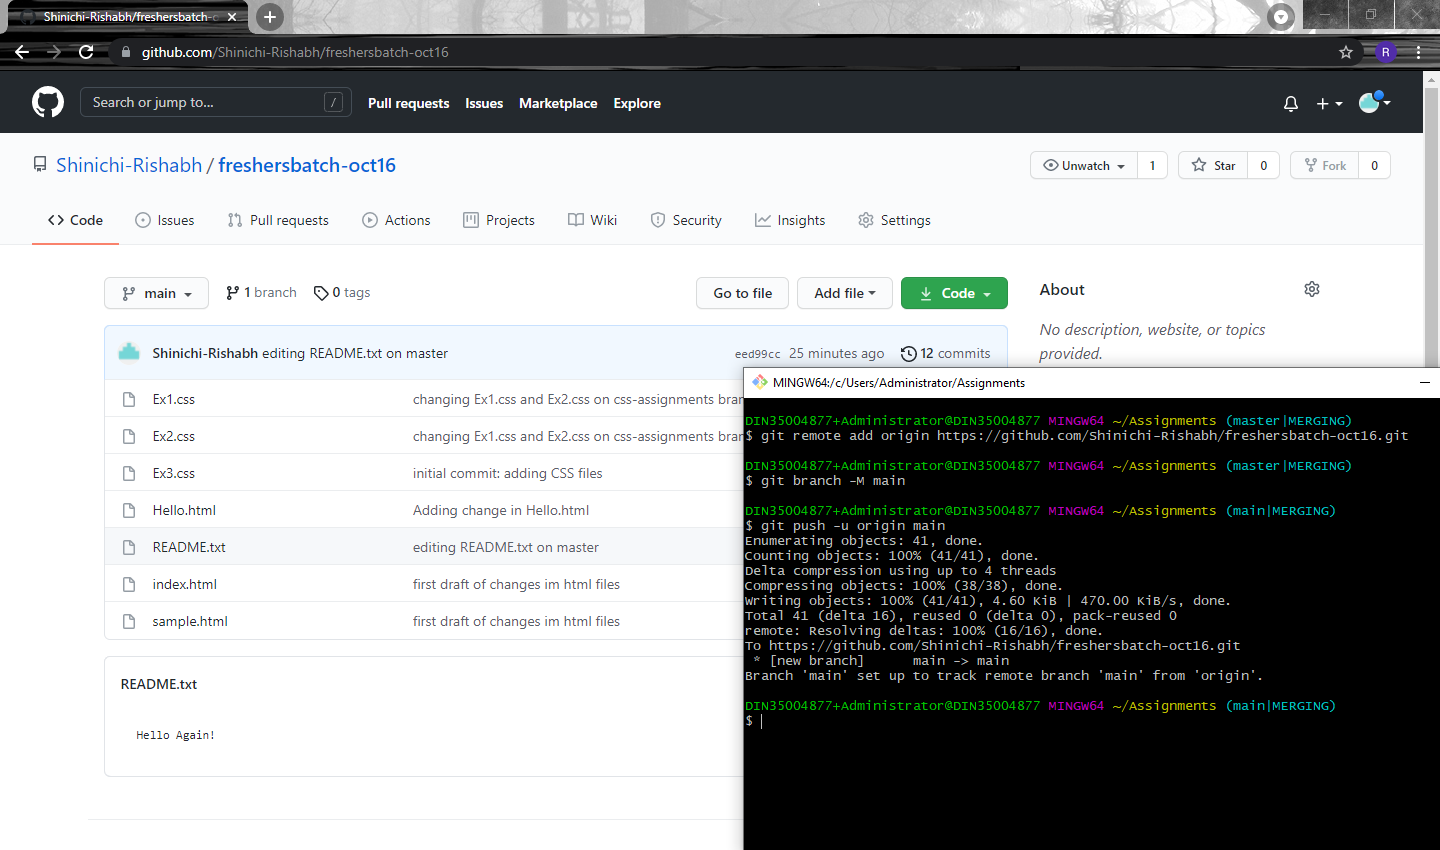 Shinichi-Rishabh/freshersbatch-o
github.com/Shinichi-Rishabh/freshersbatch-oct16
R
Search or jump to...
/
Pull requests
Issues
Marketplace
Explore
Shinichi-Rishabh / freshersbatch-oct16
Unwatch
1
Star
0
Fork
0
Code
Issues
Pull requests
Actions
Projects
Wiki
Security
Insights
Settings
main
1 branch
0 tags
Go to file
Add file
Code
Shinichi-Rishabh editing README.txt on master
eed99cc 25 minutes ago
12 commits
Ex1.css changing Ex1.css and Ex2.css on css-assignments bran
Ex2.css changing Ex1.css and Ex2.css on css-assignments bran
Ex3.css initial commit: adding CSS files
Hello.html Adding change in Hello.html
README.txt editing README.txt on master
index.html first draft of changes im html files
sample.html first draft of changes im html files
README.txt
Hello Again!
About
No description, website, or topics
provided.
MINGW64:/c/Users/Administrator/Assignments
DIN35004877+Administrator@DIN35004877 MINGW64 ~/Assignments (master|MERGING)
$ git remote add origin https://github.com/Shinichi-Rishabh/freshersbatch-oct16.git
DIN35004877+Administrator@DIN35004877 MINGW64 ~/Assignments (master|MERGING)
$ git branch -M main
DIN35004877+Administrator@DIN35004877 MINGW64 ~/Assignments (main|MERGING)
$ git push -u origin main
Enumerating objects: 41, done.
Counting objects: 100% (41/41), done.
Delta compression using up to 4 threads
Compressing objects: 100% (38/38), done.
Writing objects: 100% (41/41), 4.60 KiB | 470.00 KiB/s, done.
Total 41 (delta 16), reused 0 (delta 0), pack-reused 0
remote: Resolving deltas: 100% (16/16), done.
To https://github.com/Shinichi-Rishabh/freshersbatch-oct16.git
 * [new branch]      main -> main
Branch 'main' set up to track remote branch 'main' from 'origin'.
DIN35004877+Administrator@DIN35004877 MINGW64 ~/Assignments (main|MERGING)
$